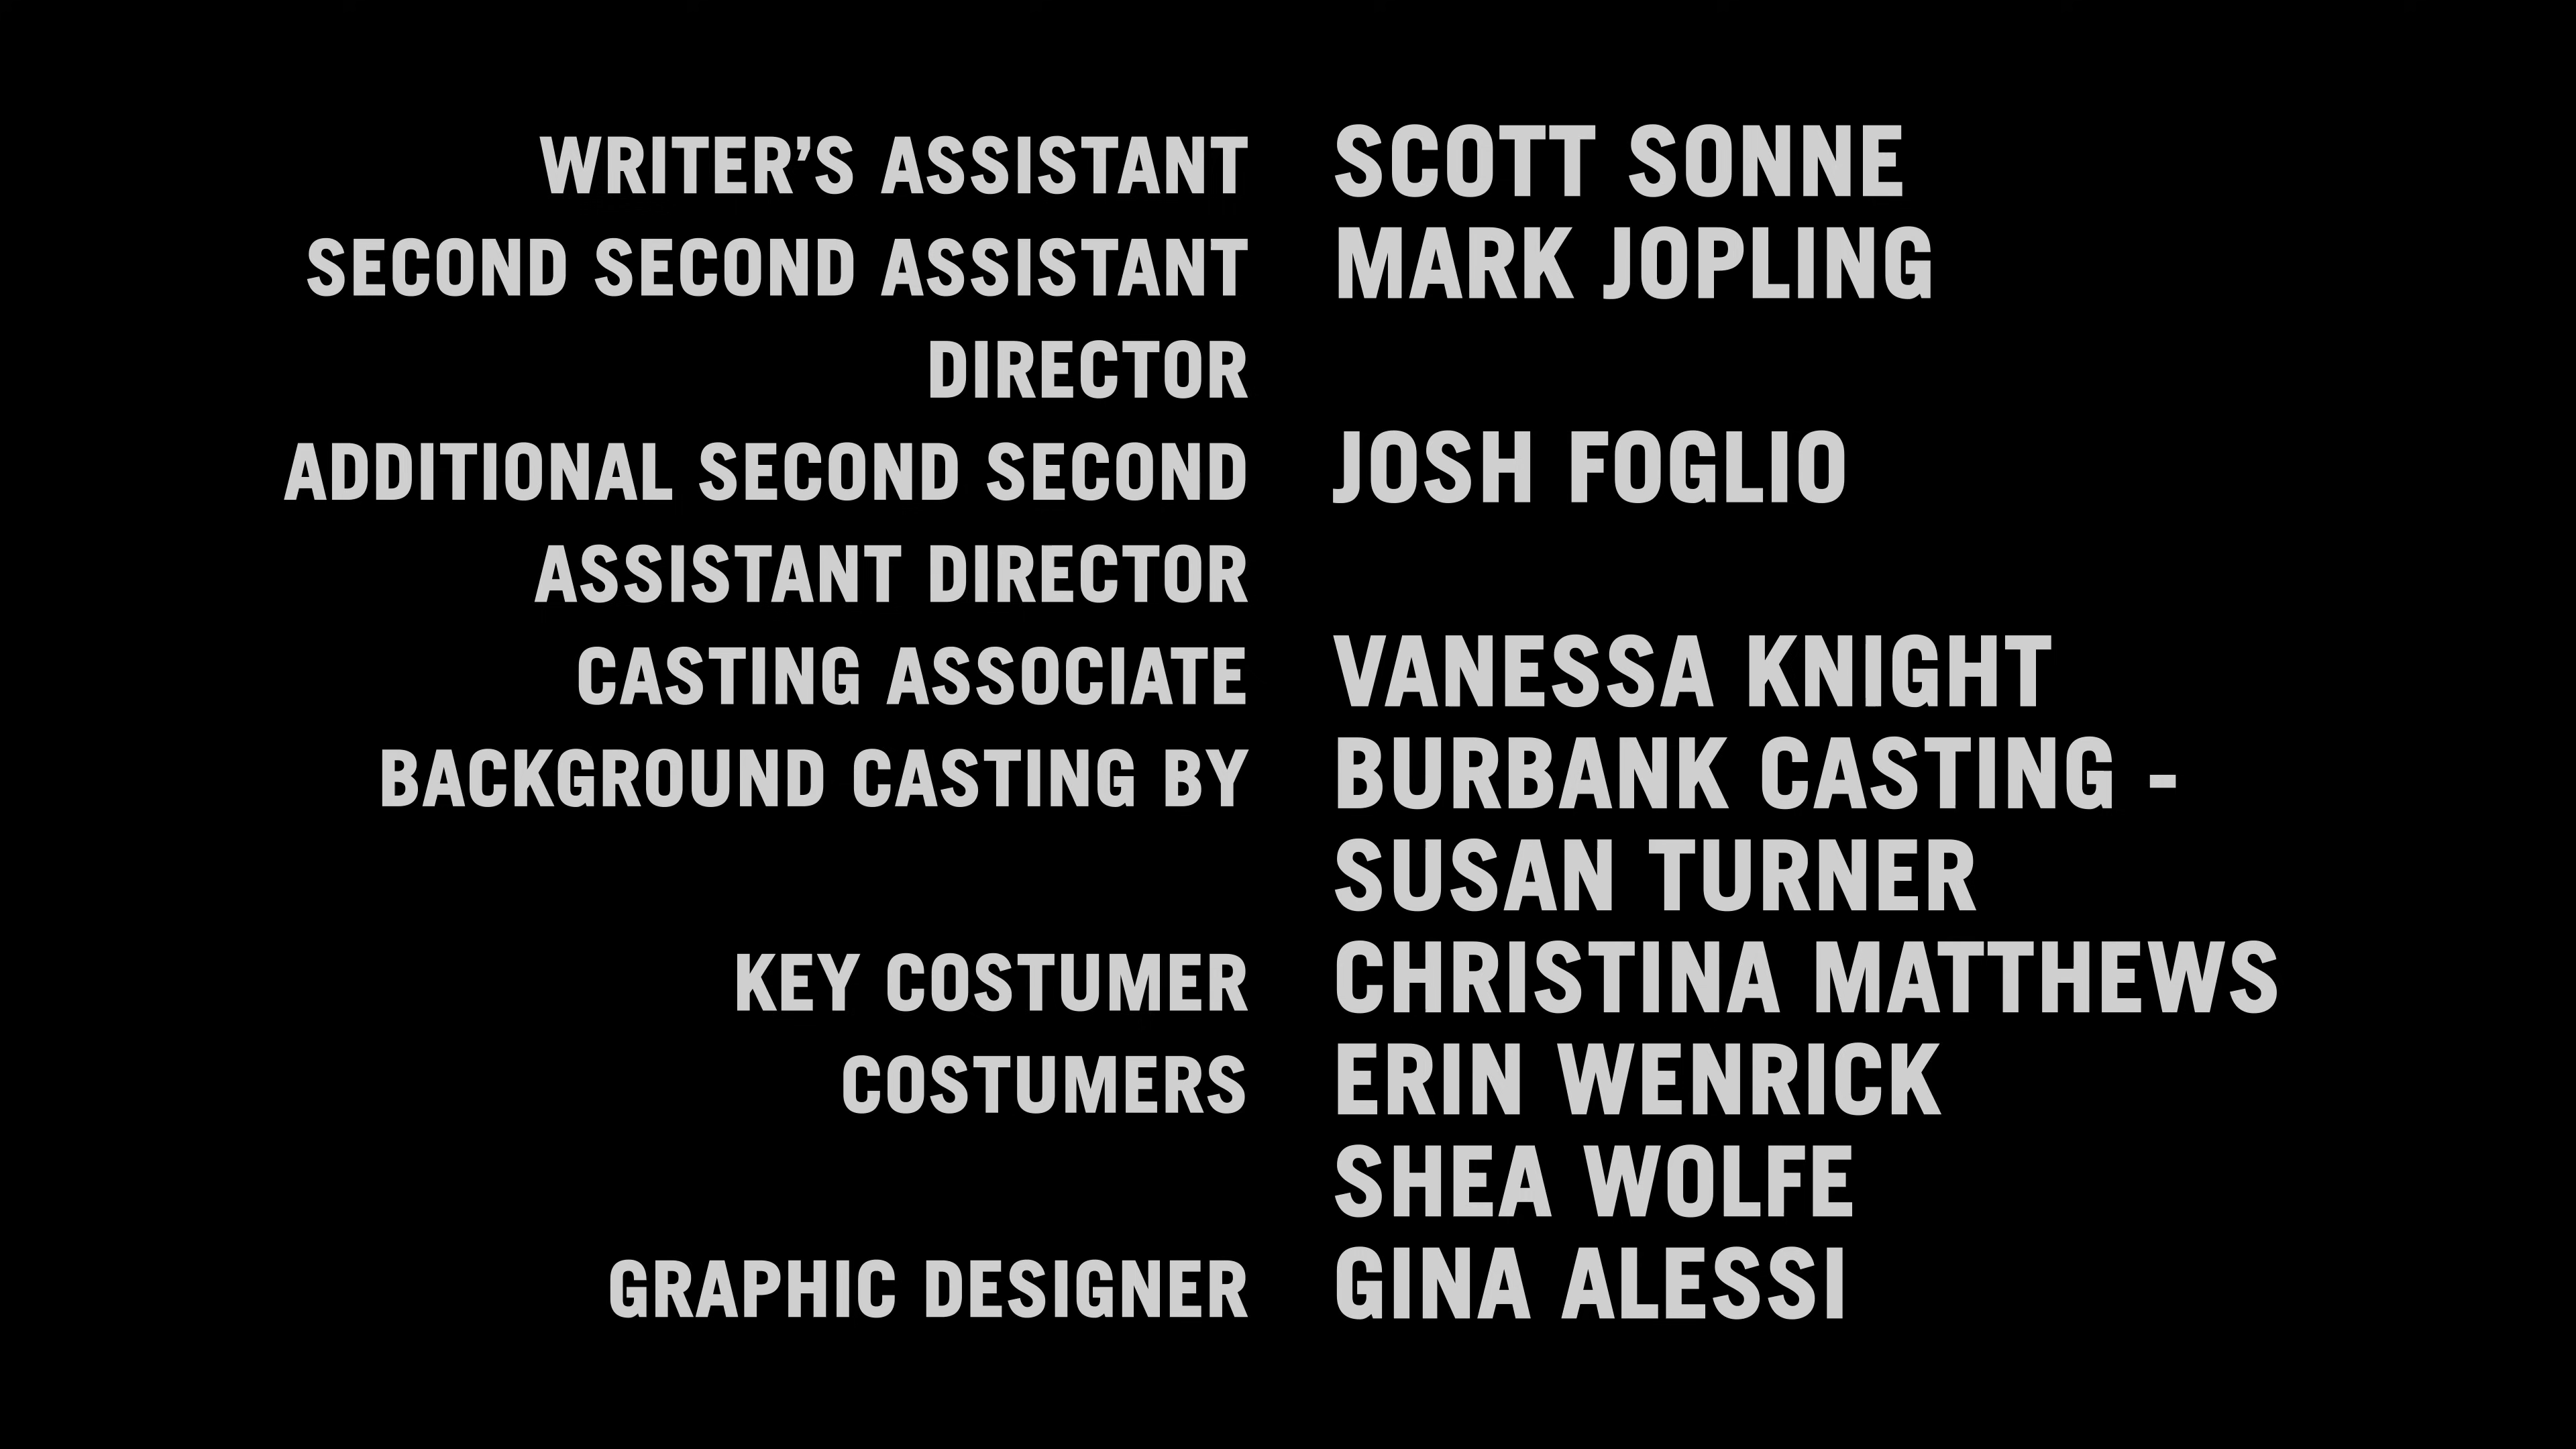 WRITER’S ASSISTANT SCOTT SONNE
SECOND SECOND ASSISTANT MARK JOPLING
DIRECTOR
ADDITIONAL SECOND SECOND JOSH FOGLIO
ASSISTANT DIRECTOR
CASTING ASSOCIATE VANESSA KNIGHT
BACKGROUND CASTING BY BURBANK CASTING -
SUSAN TURNER
KEY COSTUMER CHRISTINA MATTHEWS
COSTUMERS ERIN WENRICK
SHEA WOLFE
GRAPHIC DESIGNER GINA ALESSI